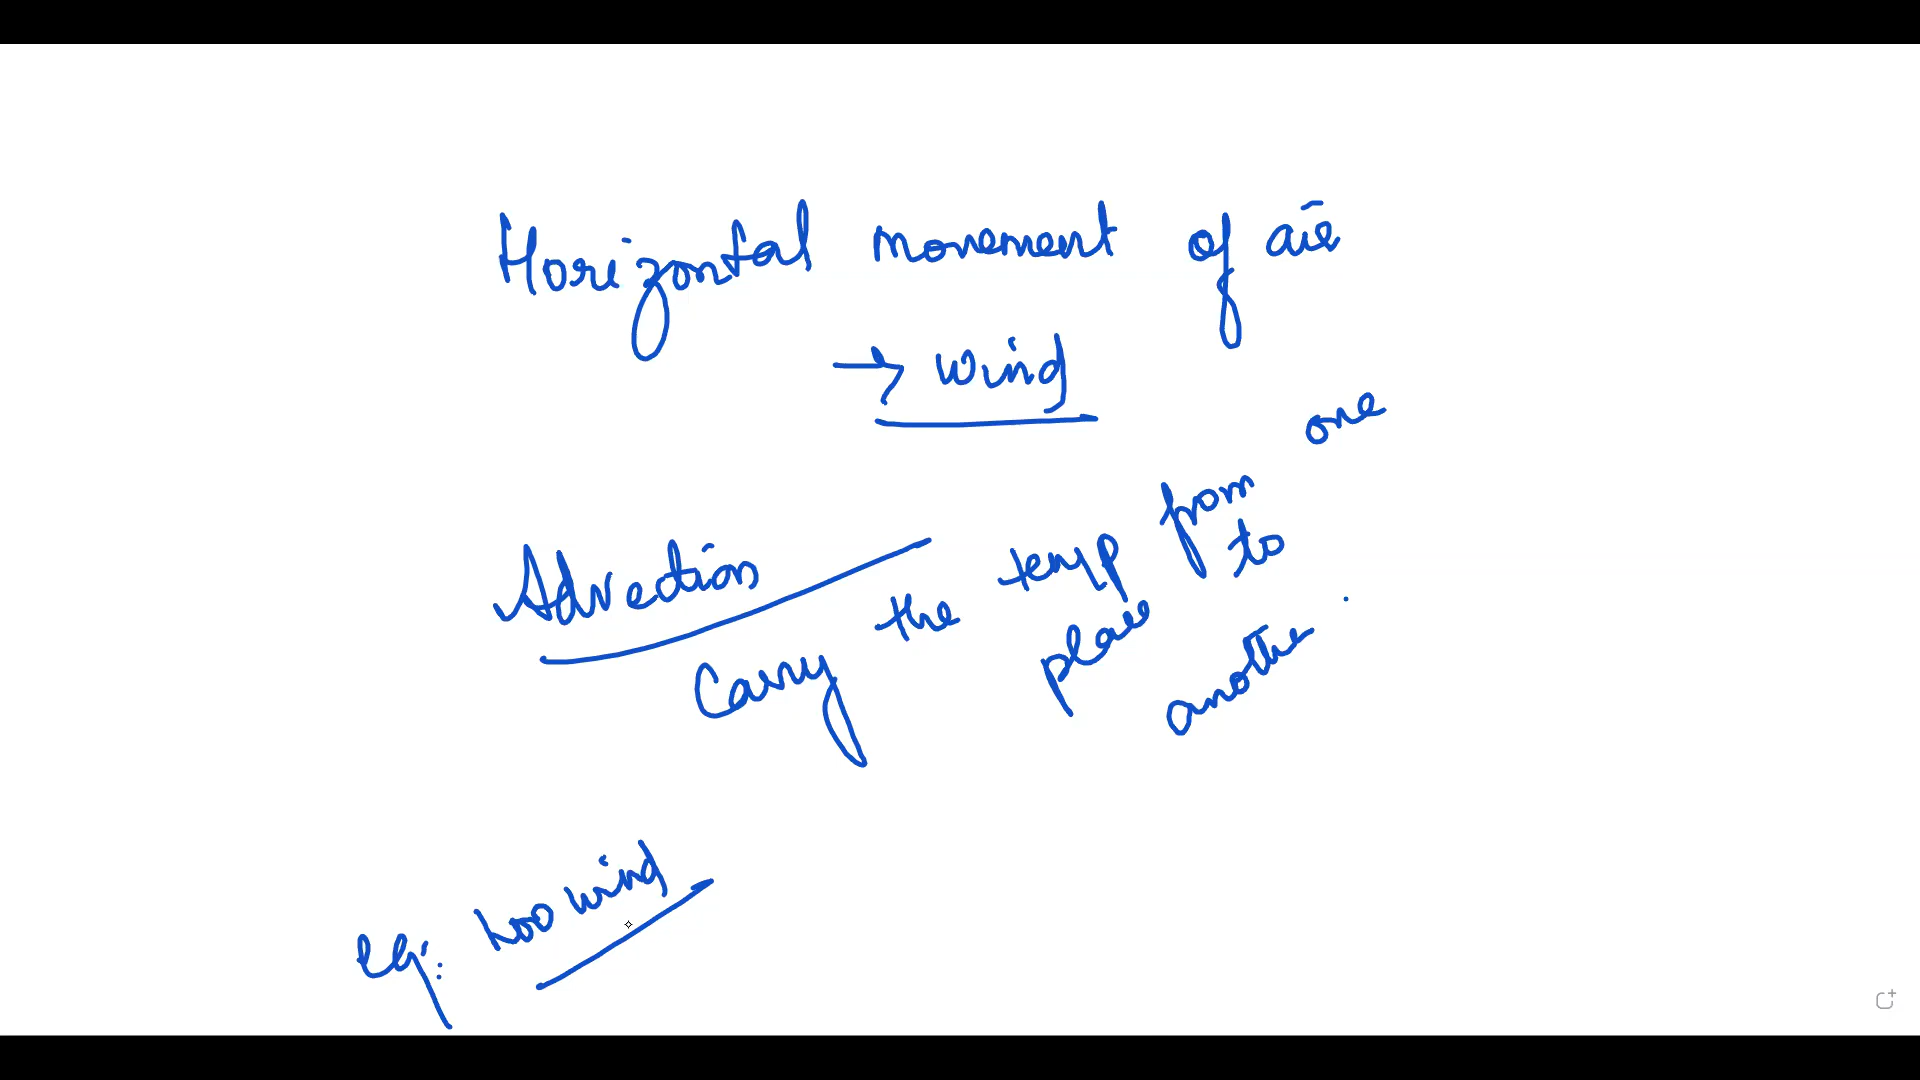 Horizontal movement of air
→ wind
Advection
Carry the temp from one
place to
another.
eg: Loo wind